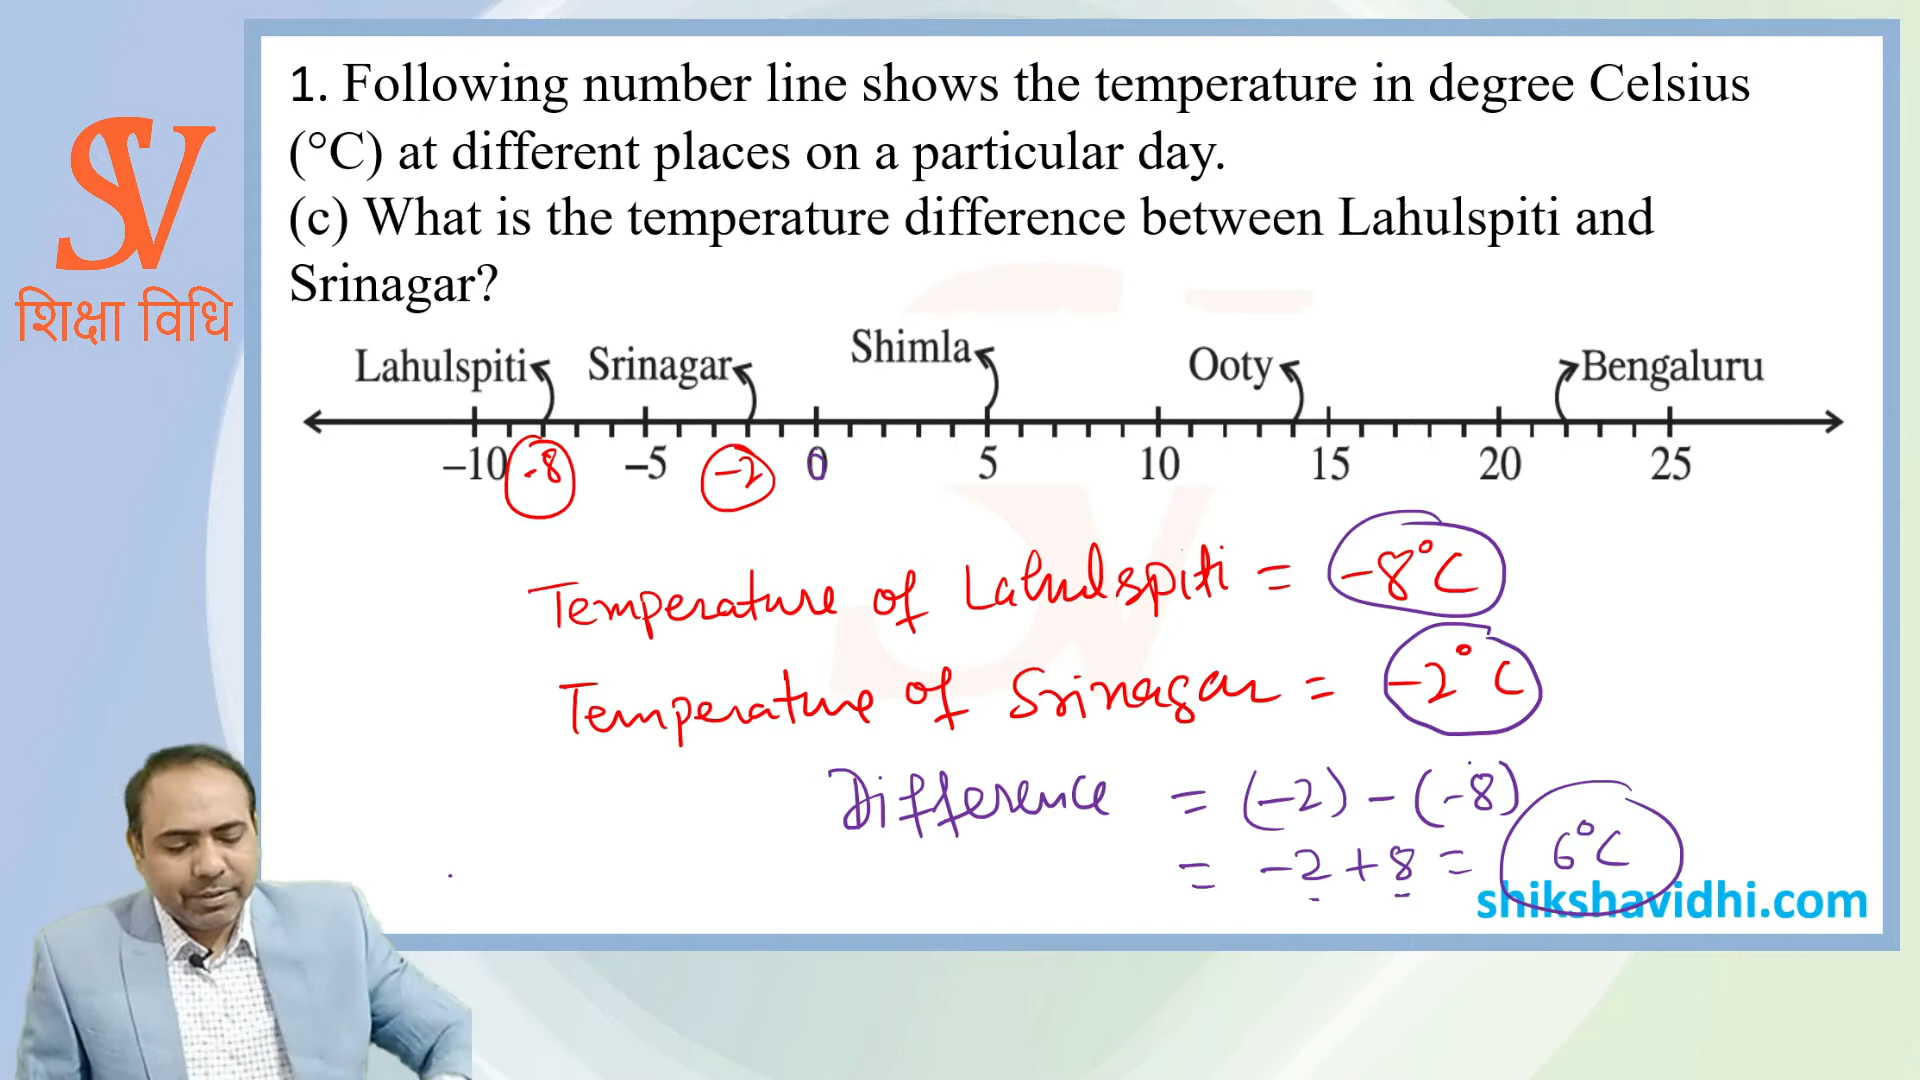 SV
शिक्षा विधि
1. Following number line shows the temperature in degree Celsius
(°C) at different places on a particular day.
(c) What is the temperature difference between Lahulspiti and
Srinagar?
Lahulspiti Srinagar Shimla Ooty Bengaluru
–10 -8 –5 -2 0 5 10 15 20 25
Temperature of Lahulspiti = -8°C
Temperature of Srinagar = -2°C
Difference = (-2) - (-8)
= -2 + 8 = 6°C
shikshavidhi.com